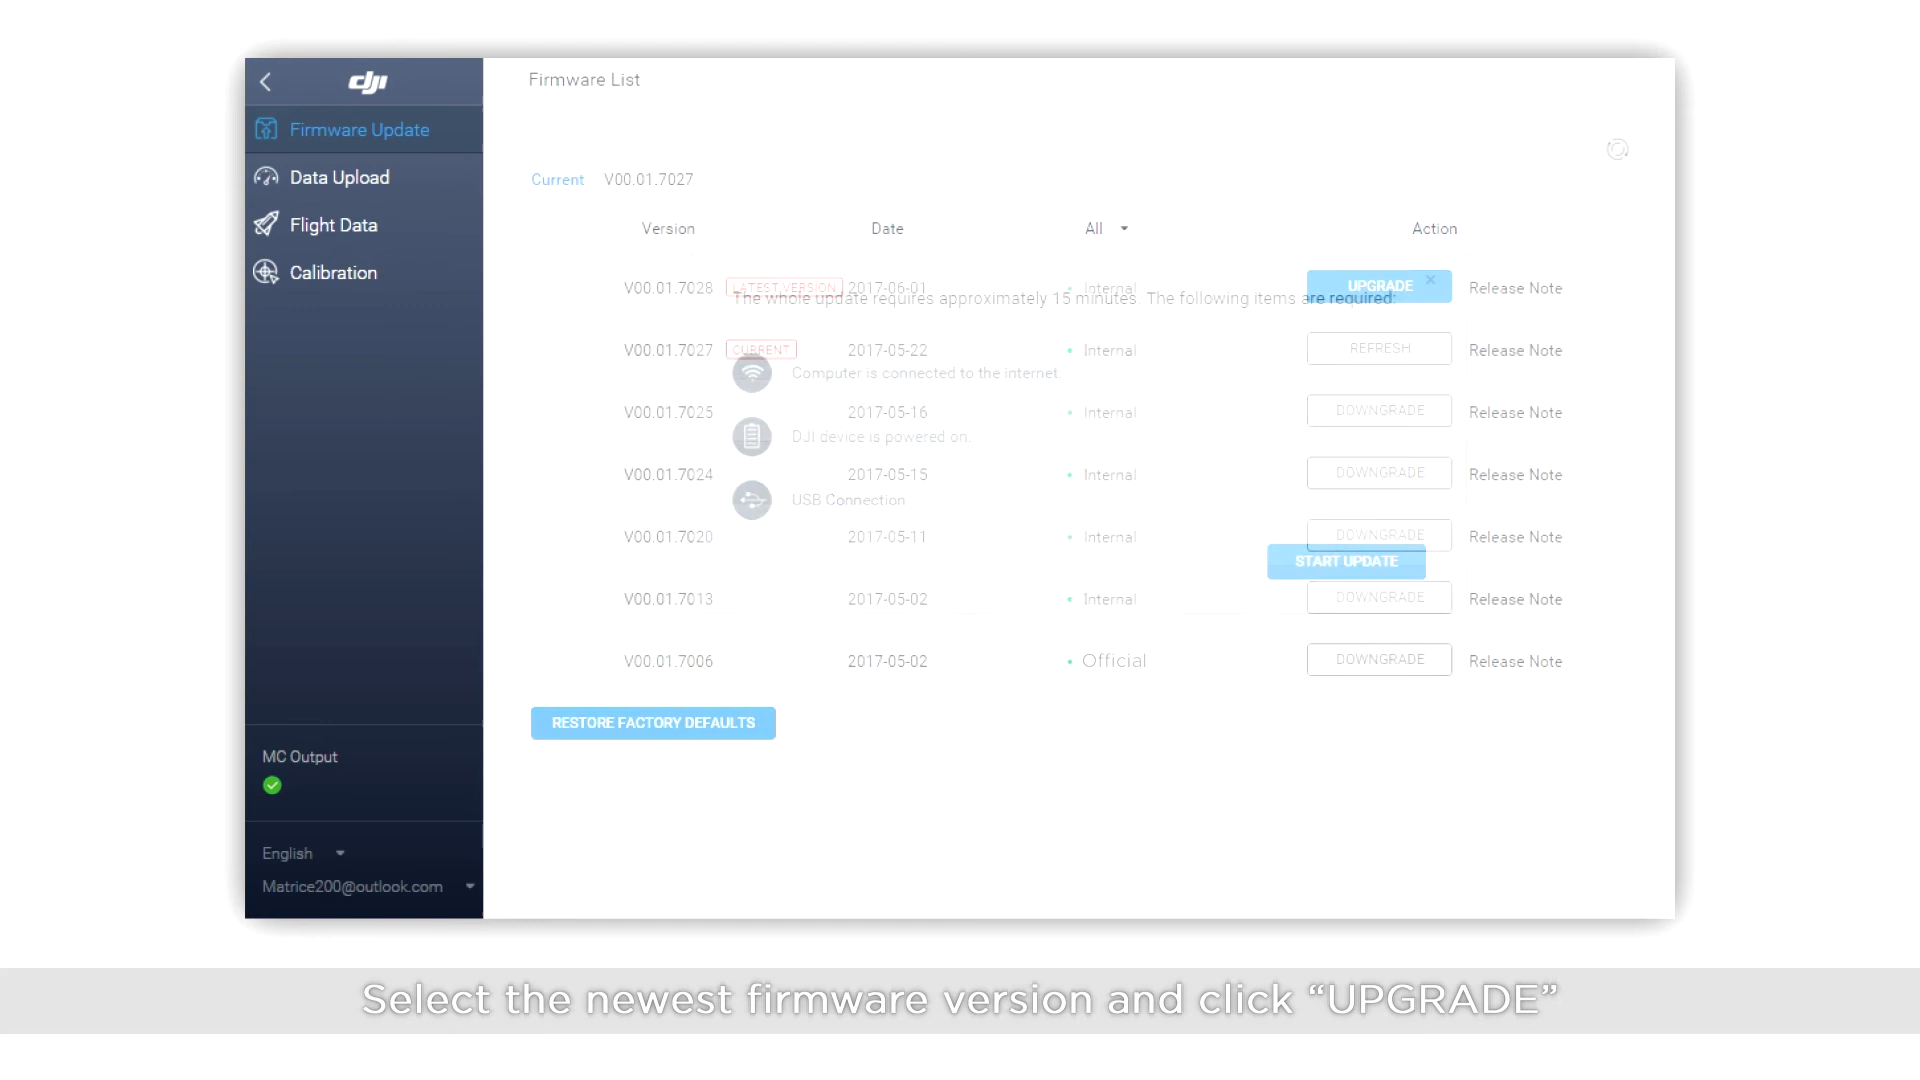 dji
Firmware List
Firmware Update
Data Upload
Current V00.01.7027
Flight Data
Version Date All Action
Calibration
V00.01.7028 LATEST VERSION 2017-06-01 Internal UPGRADE Release Note
The whole update requires approximately 15 minutes. The following items are required:
V00.01.7027 CURRENT 2017-05-22 Internal REFRESH Release Note
Computer is connected to the internet.
V00.01.7025 2017-05-16 Internal DOWNGRADE Release Note
DJI device is powered on.
V00.01.7024 2017-05-15 Internal DOWNGRADE Release Note
USB Connection
V00.01.7020 2017-05-11 Internal DOWNGRADE Release Note
START UPDATE
V00.01.7013 2017-05-02 Internal DOWNGRADE Release Note
V00.01.7006 2017-05-02 Official DOWNGRADE Release Note
RESTORE FACTORY DEFAULTS
MC Output
English
Matrice200@outlook.com
Select the newest firmware version and click “UPGRADE”